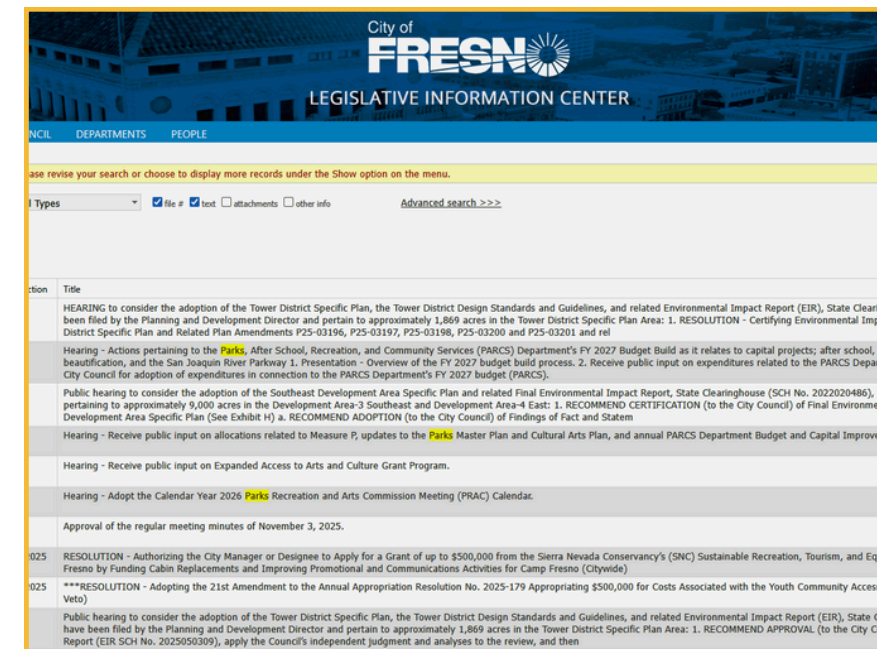 City of
FRESNO
LEGISLATIVE INFORMATION CENTER
NCIL DEPARTMENTS PEOPLE
ase revise your search or choose to display more records under the Show option on the menu.
l Types file # text attachments other info Advanced search >>>
ction Title
HEARING to consider the adoption of the Tower District Specific Plan, the Tower District Design Standards and Guidelines, and related Environmental Impact Report (EIR), State Clear
been filed by the Planning and Development Director and pertain to approximately 1,869 acres in the Tower District Specific Plan Area: 1. RESOLUTION - Certifying Environmental Imp
District Specific Plan and Related Plan Amendments P25-03196, P25-03197, P25-03198, P25-03200 and P25-03201 and rel
Hearing - Actions pertaining to the Parks, After School, Recreation, and Community Services (PARCS) Department's FY 2027 Budget Build as it relates to capital projects; after school,
beautification, and the San Joaquin River Parkway 1. Presentation - Overview of the FY 2027 budget build process. 2. Receive public input on expenditures related to the PARCS Depa
City Council for adoption of expenditures in connection to the PARCS Department's FY 2027 budget (PARCS).
Public hearing to consider the adoption of the Southeast Development Area Specific Plan and related Final Environmental Impact Report, State Clearinghouse (SCH No. 2022020486),
pertaining to approximately 9,000 acres in the Development Area-3 Southeast and Development Area-4 East: 1. RECOMMEND CERTIFICATION (to the City Council) of Final Environme
Development Area Specific Plan (See Exhibit H) a. RECOMMEND ADOPTION (to the City Council) of Findings of Fact and Statem
Hearing - Receive public input on allocations related to Measure P, updates to the Parks Master Plan and Cultural Arts Plan, and annual PARCS Department Budget and Capital Improve
Hearing - Receive public input on Expanded Access to Arts and Culture Grant Program.
Hearing - Adopt the Calendar Year 2026 Parks Recreation and Arts Commission Meeting (PRAC) Calendar.
Approval of the regular meeting minutes of November 3, 2025.
2025 RESOLUTION - Authorizing the City Manager or Designee to Apply for a Grant of up to $500,000 from the Sierra Nevada Conservancy's (SNC) Sustainable Recreation, Tourism, and Eq
Fresno by Funding Cabin Replacements and Improving Promotional and Communications Activities for Camp Fresno (Citywide)
2025 ***RESOLUTION - Adopting the 21st Amendment to the Annual Appropriation Resolution No. 2025-179 Appropriating $500,000 for Costs Associated with the Youth Community Acces
Veto)
Public hearing to consider the adoption of the Tower District Specific Plan, the Tower District Design Standards and Guidelines, and related Environmental Impact Report (EIR), State C
have been filed by the Planning and Development Director and pertain to approximately 1,869 acres in the Tower District Specific Plan Area: 1. RECOMMEND APPROVAL (to the City C
Report (EIR SCH No. 2025050309), apply the Council's independent judgment and analyses to the review, and then